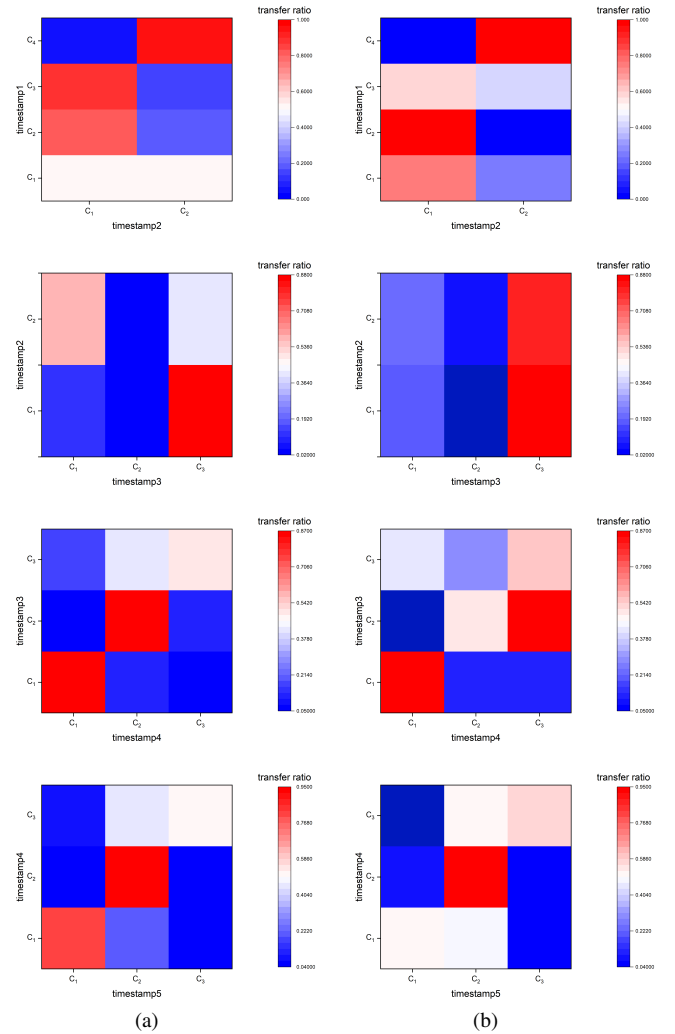 transfer ratio
1.000
0.8000
0.6000
0.4000
0.2000
0.000
C4
C3
C2
C1
timestamp1
C1 C2
timestamp2
transfer ratio
1.000
0.8000
0.6000
0.4000
0.2000
0.000
C4
C3
C2
C1
timestamp1
C1 C2
timestamp2
transfer ratio
0.8800
0.7080
0.5360
0.3640
0.1920
0.02000
C2
C1
timestamp2
C1 C2 C3
timestamp3
transfer ratio
0.8800
0.7080
0.5360
0.3640
0.1920
0.02000
C2
C1
timestamp2
C1 C2 C3
timestamp3
transfer ratio
0.8700
0.7060
0.5420
0.3780
0.2140
0.05000
C3
C2
C1
timestamp3
C1 C2 C3
timestamp4
transfer ratio
0.8700
0.7060
0.5420
0.3780
0.2140
0.05000
C3
C2
C1
timestamp3
C1 C2 C3
timestamp4
transfer ratio
0.9500
0.7680
0.5860
0.4040
0.2220
0.04000
C3
C2
C1
timestamp4
C1 C2 C3
timestamp5
transfer ratio
0.9500
0.7680
0.5860
0.4040
0.2220
0.04000
C3
C2
C1
timestamp4
C1 C2 C3
timestamp5
(a) (b)